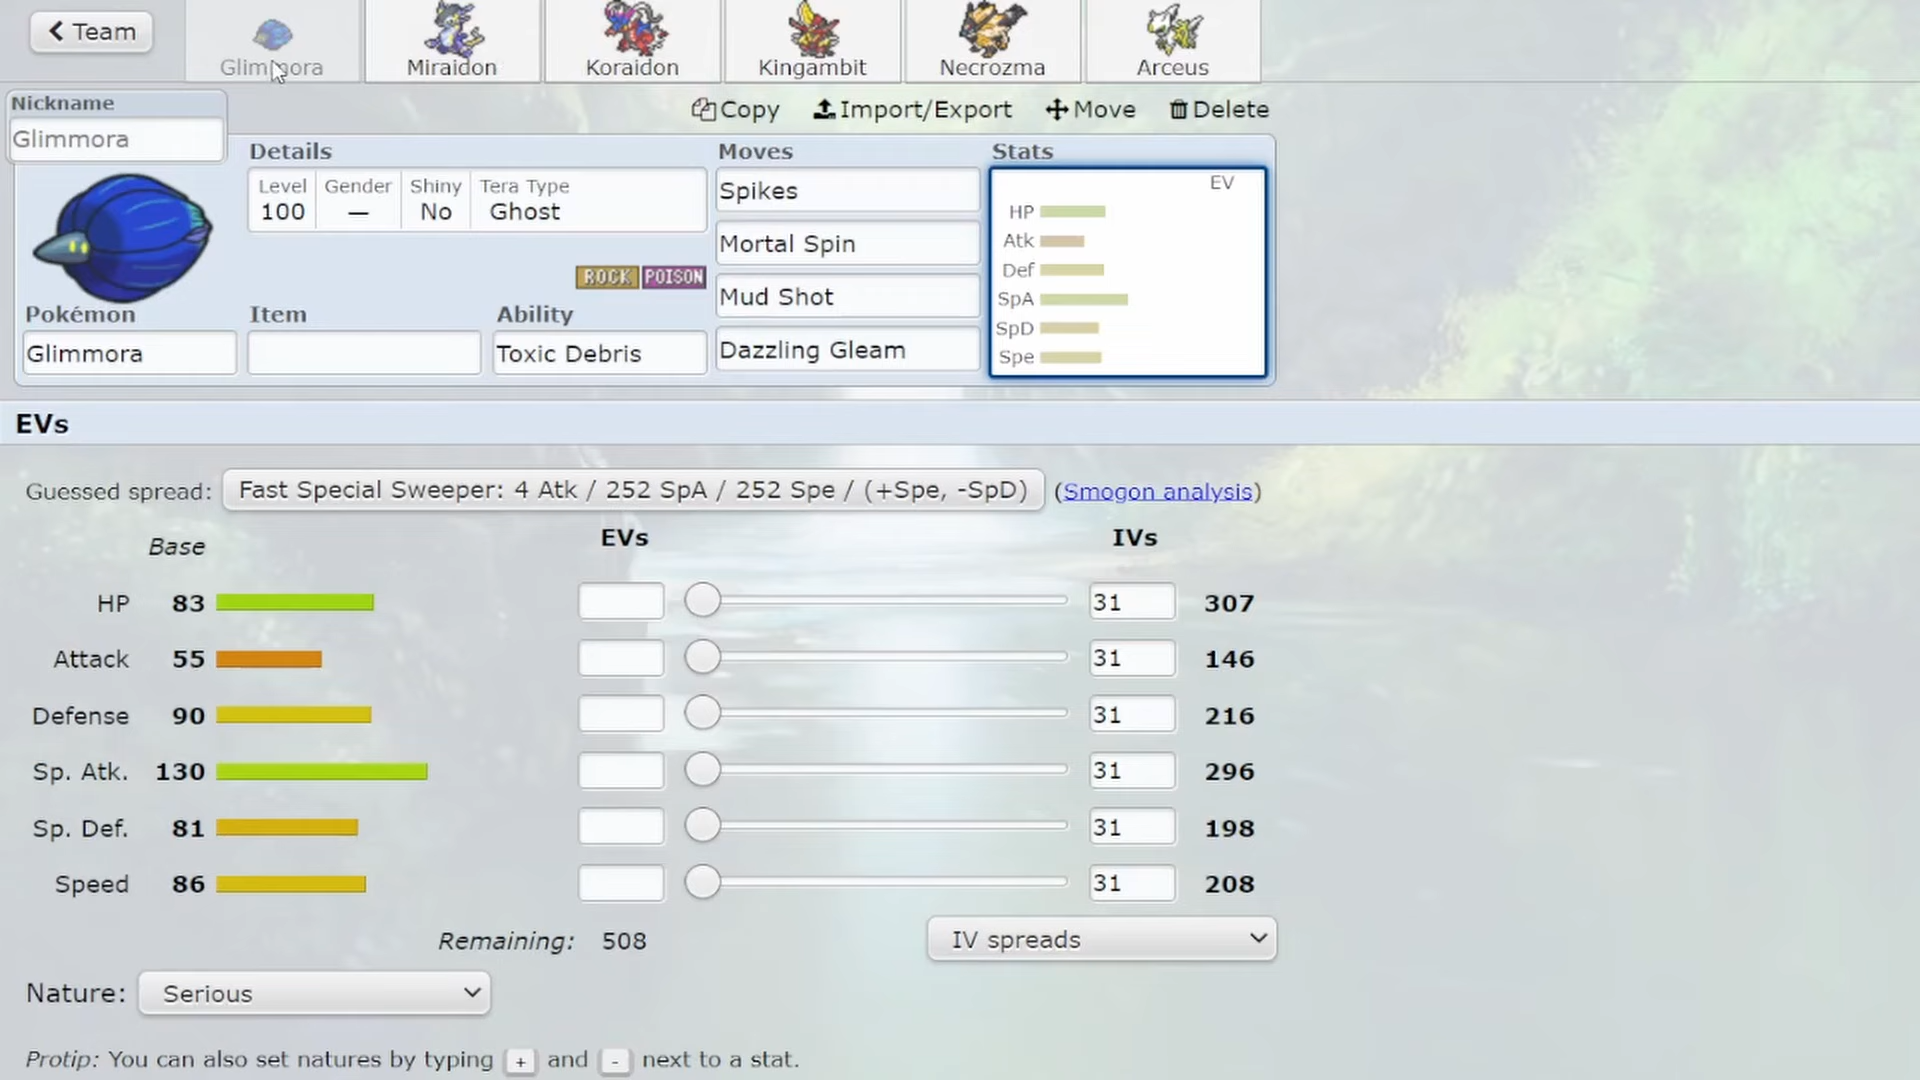 Team
Glimmora
Miraidon
Koraidon
Kingambit
Necrozma
Arceus
Nickname
Glimmora
Copy
Import/Export
Move
Delete
Details
Level
100
Gender
—
Shiny
No
Tera Type
Ghost
ROCK POISON
Pokémon
Glimmora
Item
Ability
Toxic Debris
Moves
Spikes
Mortal Spin
Mud Shot
Dazzling Gleam
Stats
EV
HP
Atk
Def
SpA
SpD
Spe
EVs
Guessed spread: Fast Special Sweeper: 4 Atk / 252 SpA / 252 Spe / (+Spe, -SpD) (Smogon analysis)
Base EVs IVs
HP 83 31 307
Attack 55 31 146
Defense 90 31 216
Sp. Atk. 130 31 296
Sp. Def. 81 31 198
Speed 86 31 208
Remaining: 508 IV spreads
Nature: Serious
Protip: You can also set natures by typing + and - next to a stat.